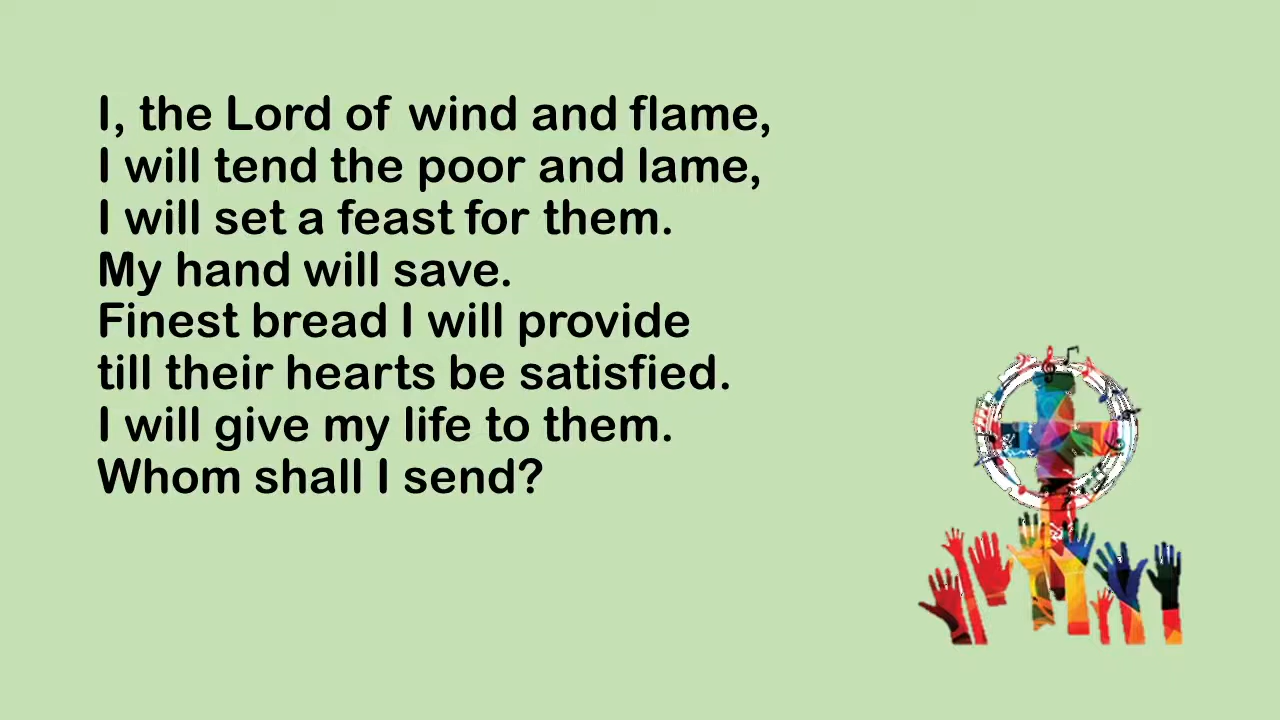 I, the Lord of wind and flame,
I will tend the poor and lame,
I will set a feast for them.
My hand will save.
Finest bread I will provide
till their hearts be satisfied.
I will give my life to them.
Whom shall I send?